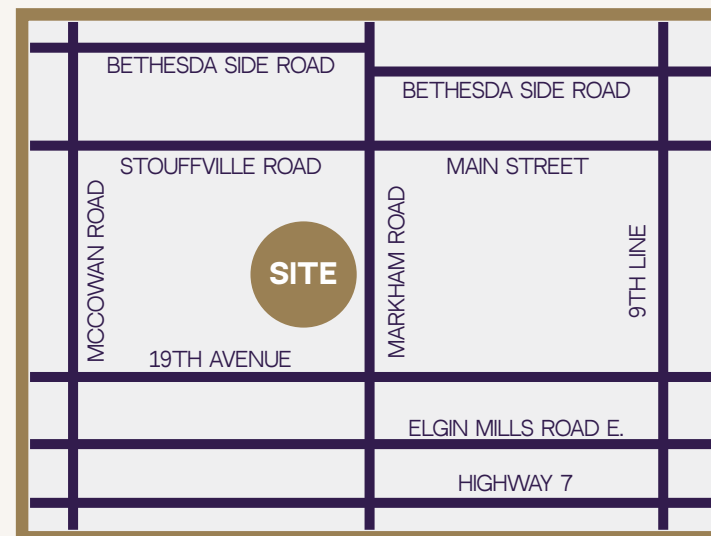 BETHESDA SIDE ROAD
BETHESDA SIDE ROAD
STOUFFVILLE ROAD
MAIN STREET
MCCOWAN ROAD
MARKHAM ROAD
9TH LINE
SITE
19TH AVENUE
ELGIN MILLS ROAD E.
HIGHWAY 7